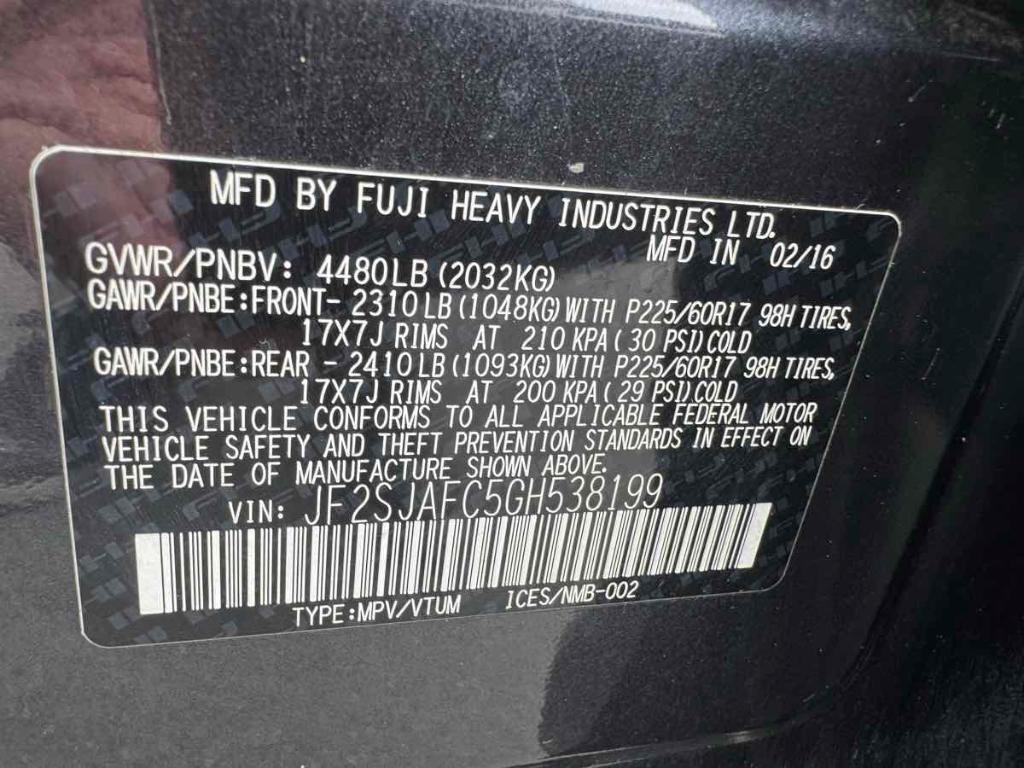 MFD BY FUJI HEAVY INDUSTRIES LTD.
MFD IN 02/16
GVWR/PNBV: 4480LB (2032KG)
GAWR/PNBE:FRONT- 2310 LB (1048KG) WITH P225/60R17 98H TIRES,
17X7J RIMS AT 210 KPA ( 30 PSI) COLD
GAWR/PNBE:REAR - 2410 LB (1093KG) WITH P225/60R17 98H TIRES,
17X7J RIMS AT 200 KPA ( 29 PSI) COLD
THIS VEHICLE CONFORMS TO ALL APPLICABLE FEDERAL MOTOR
VEHICLE SAFETY AND THEFT PREVENTION STANDARDS IN EFFECT ON
THE DATE OF MANUFACTURE SHOWN ABOVE.
VIN: JF2SJAFC5GH538199
TYPE:MPV/VTUM ICES/NMB-002